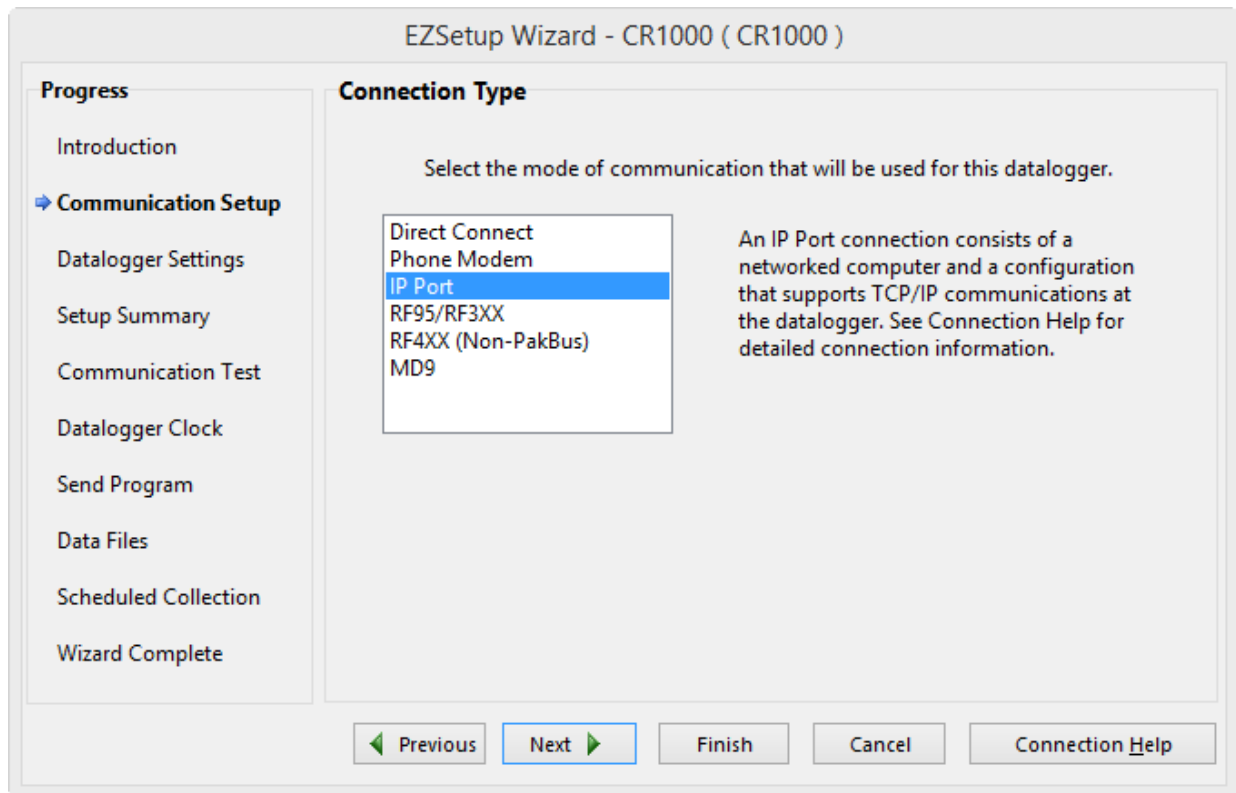 EZSetup Wizard - CR1000 ( CR1000 )
Progress
Introduction
Communication Setup
Datalogger Settings
Setup Summary
Communication Test
Datalogger Clock
Send Program
Data Files
Scheduled Collection
Wizard Complete
Connection Type
Select the mode of communication that will be used for this datalogger.
Direct Connect
Phone Modem
IP Port
RF95/RF3XX
RF4XX (Non-PakBus)
MD9
An IP Port connection consists of a
networked computer and a configuration
that supports TCP/IP communications at
the datalogger. See Connection Help for
detailed connection information.
Previous
Next
Finish
Cancel
Connection Help